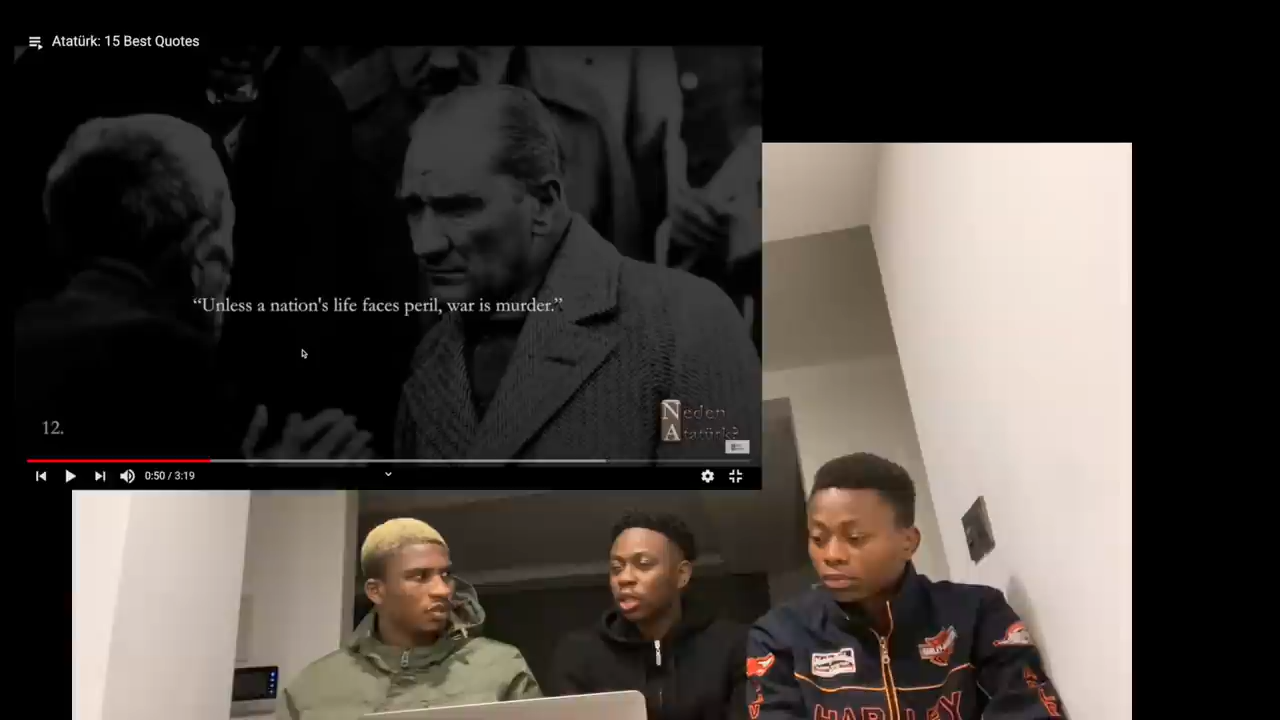 Atatürk: 15 Best Quotes
“Unless a nation's life faces peril, war is murder.”
12.
Neden
Atatürk?
0:50 / 3:19
HARLEY